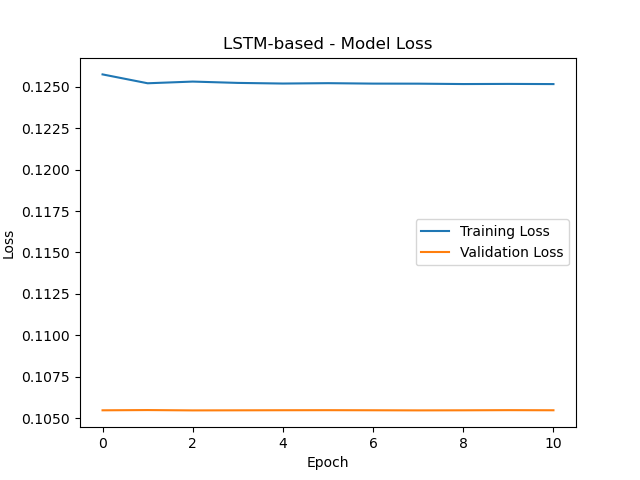 LSTM-based - Model Loss
0.1250
0.1225
0.1200
0.1175
0.1150
0.1125
0.1100
0.1075
0.1050
Loss
Training Loss
Validation Loss
0 2 4 6 8 10
Epoch